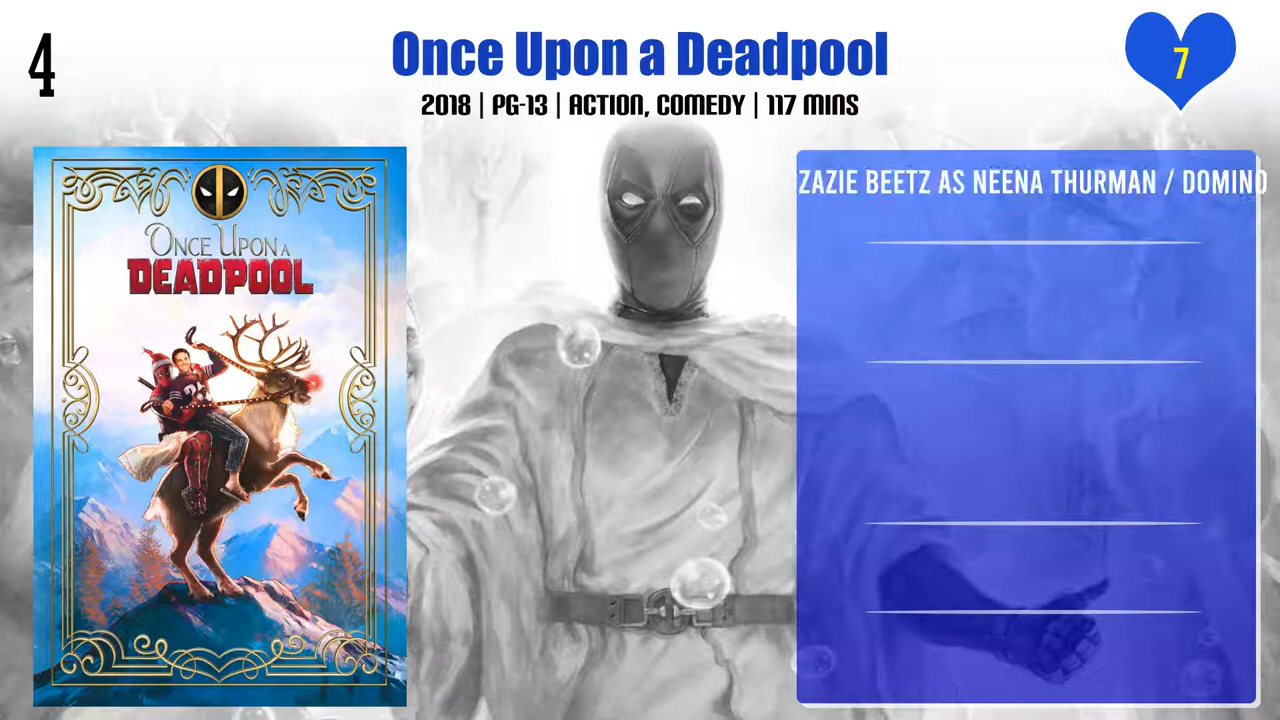 4
Once Upon a Deadpool
7
2018 | PG-13 | ACTION, COMEDY | 117 MINS
ZAZIE BEETZ AS NEENA THURMAN / DOMINO
ONCE UPON A
DEADPOOL